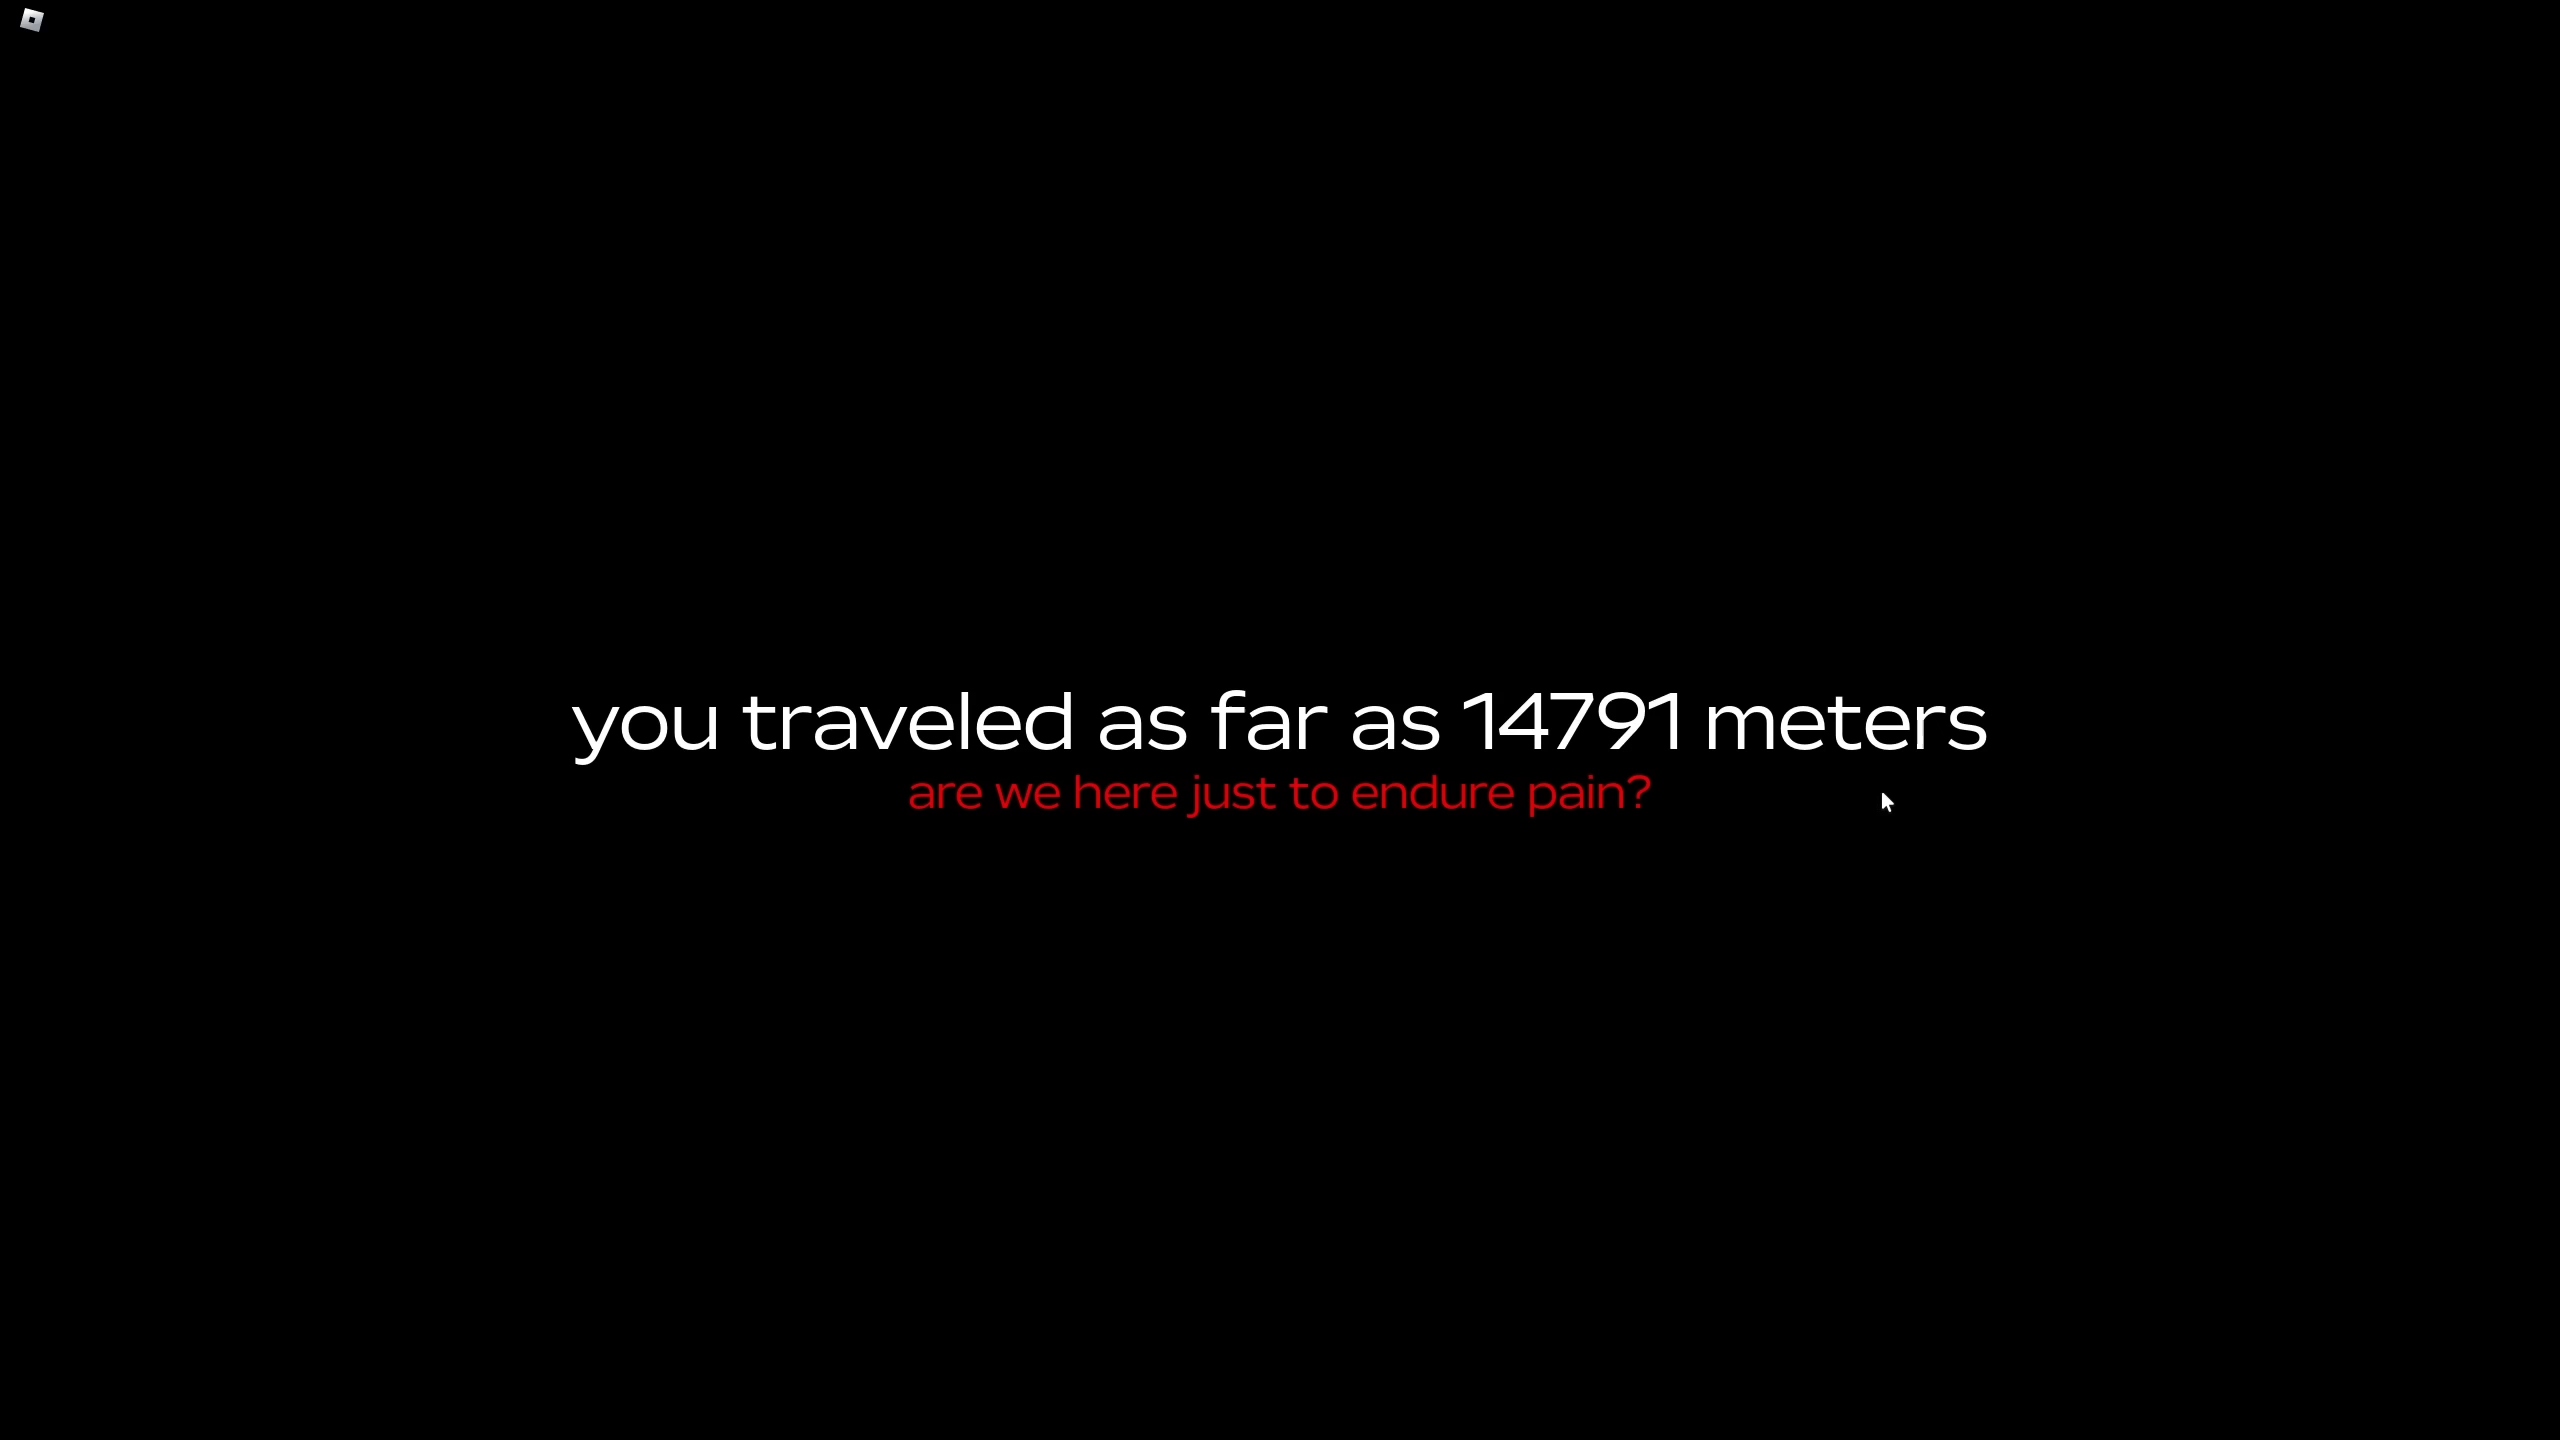 you traveled as far as 14791 meters
are we here just to endure pain?